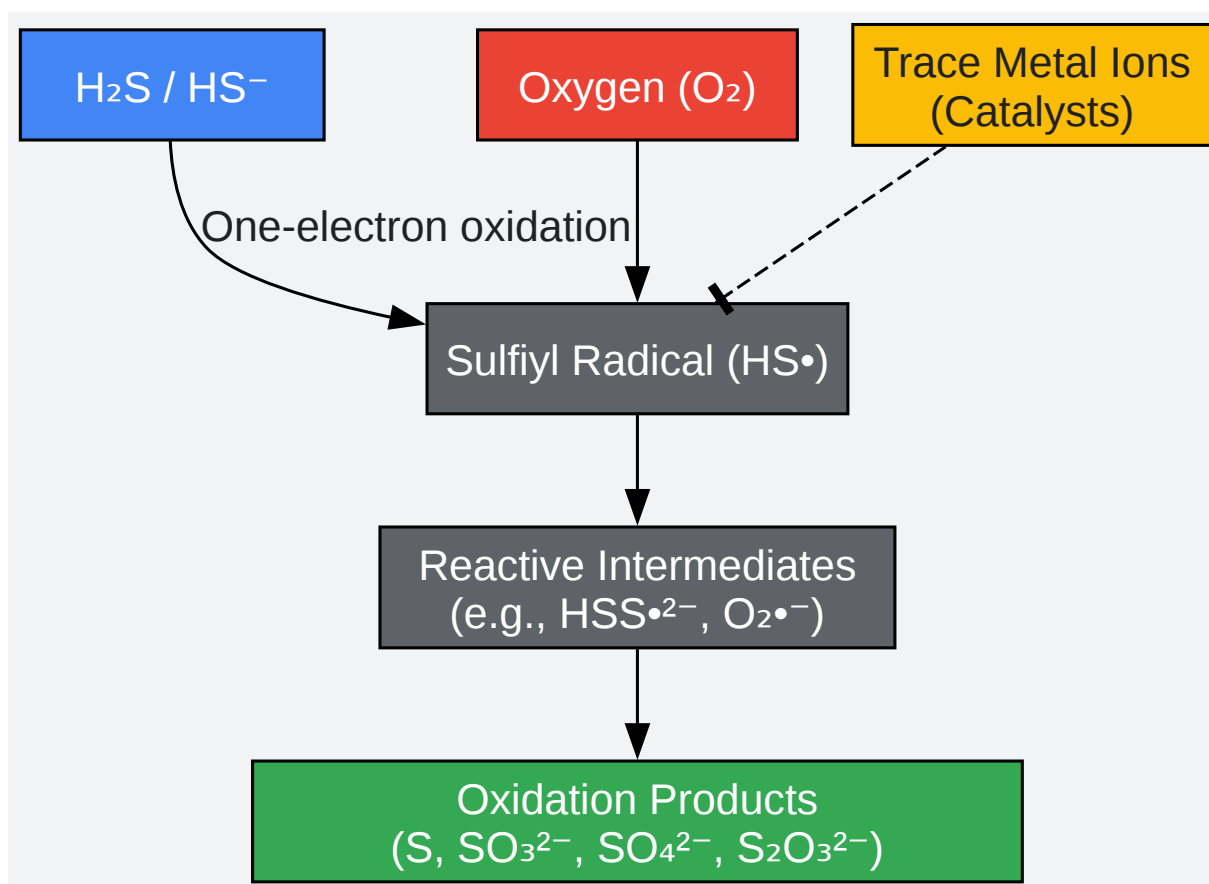 H₂S / HS⁻
Oxygen (O₂)
Trace Metal Ions
(Catalysts)
One-electron oxidation
Sulfiyl Radical (HS•)
Reactive Intermediates
(e.g., HSS•²⁻, O₂•⁻)
Oxidation Products
(S, SO₃²⁻, SO₄²⁻, S₂O₃²⁻)